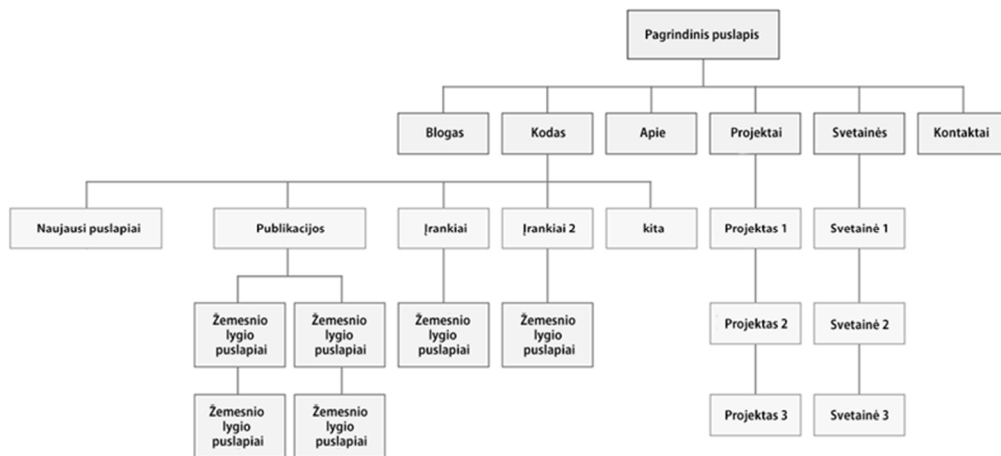 Pagrindinis puslapis
Blogas
Kodas
Apie
Projektai
Svetainės
Kontaktai
Naujausi puslapiai
Publikacijos
Įrankiai
Įrankiai 2
kita
Projektas 1
Svetainė 1
Žemesnio
lygio
puslapiai
Žemesnio
lygio
puslapiai
Žemesnio
lygio
puslapiai
Žemesnio
lygio
puslapiai
Projektas 2
Svetainė 2
Žemesnio
lygio
puslapiai
Žemesnio
lygio
puslapiai
Projektas 3
Svetainė 3